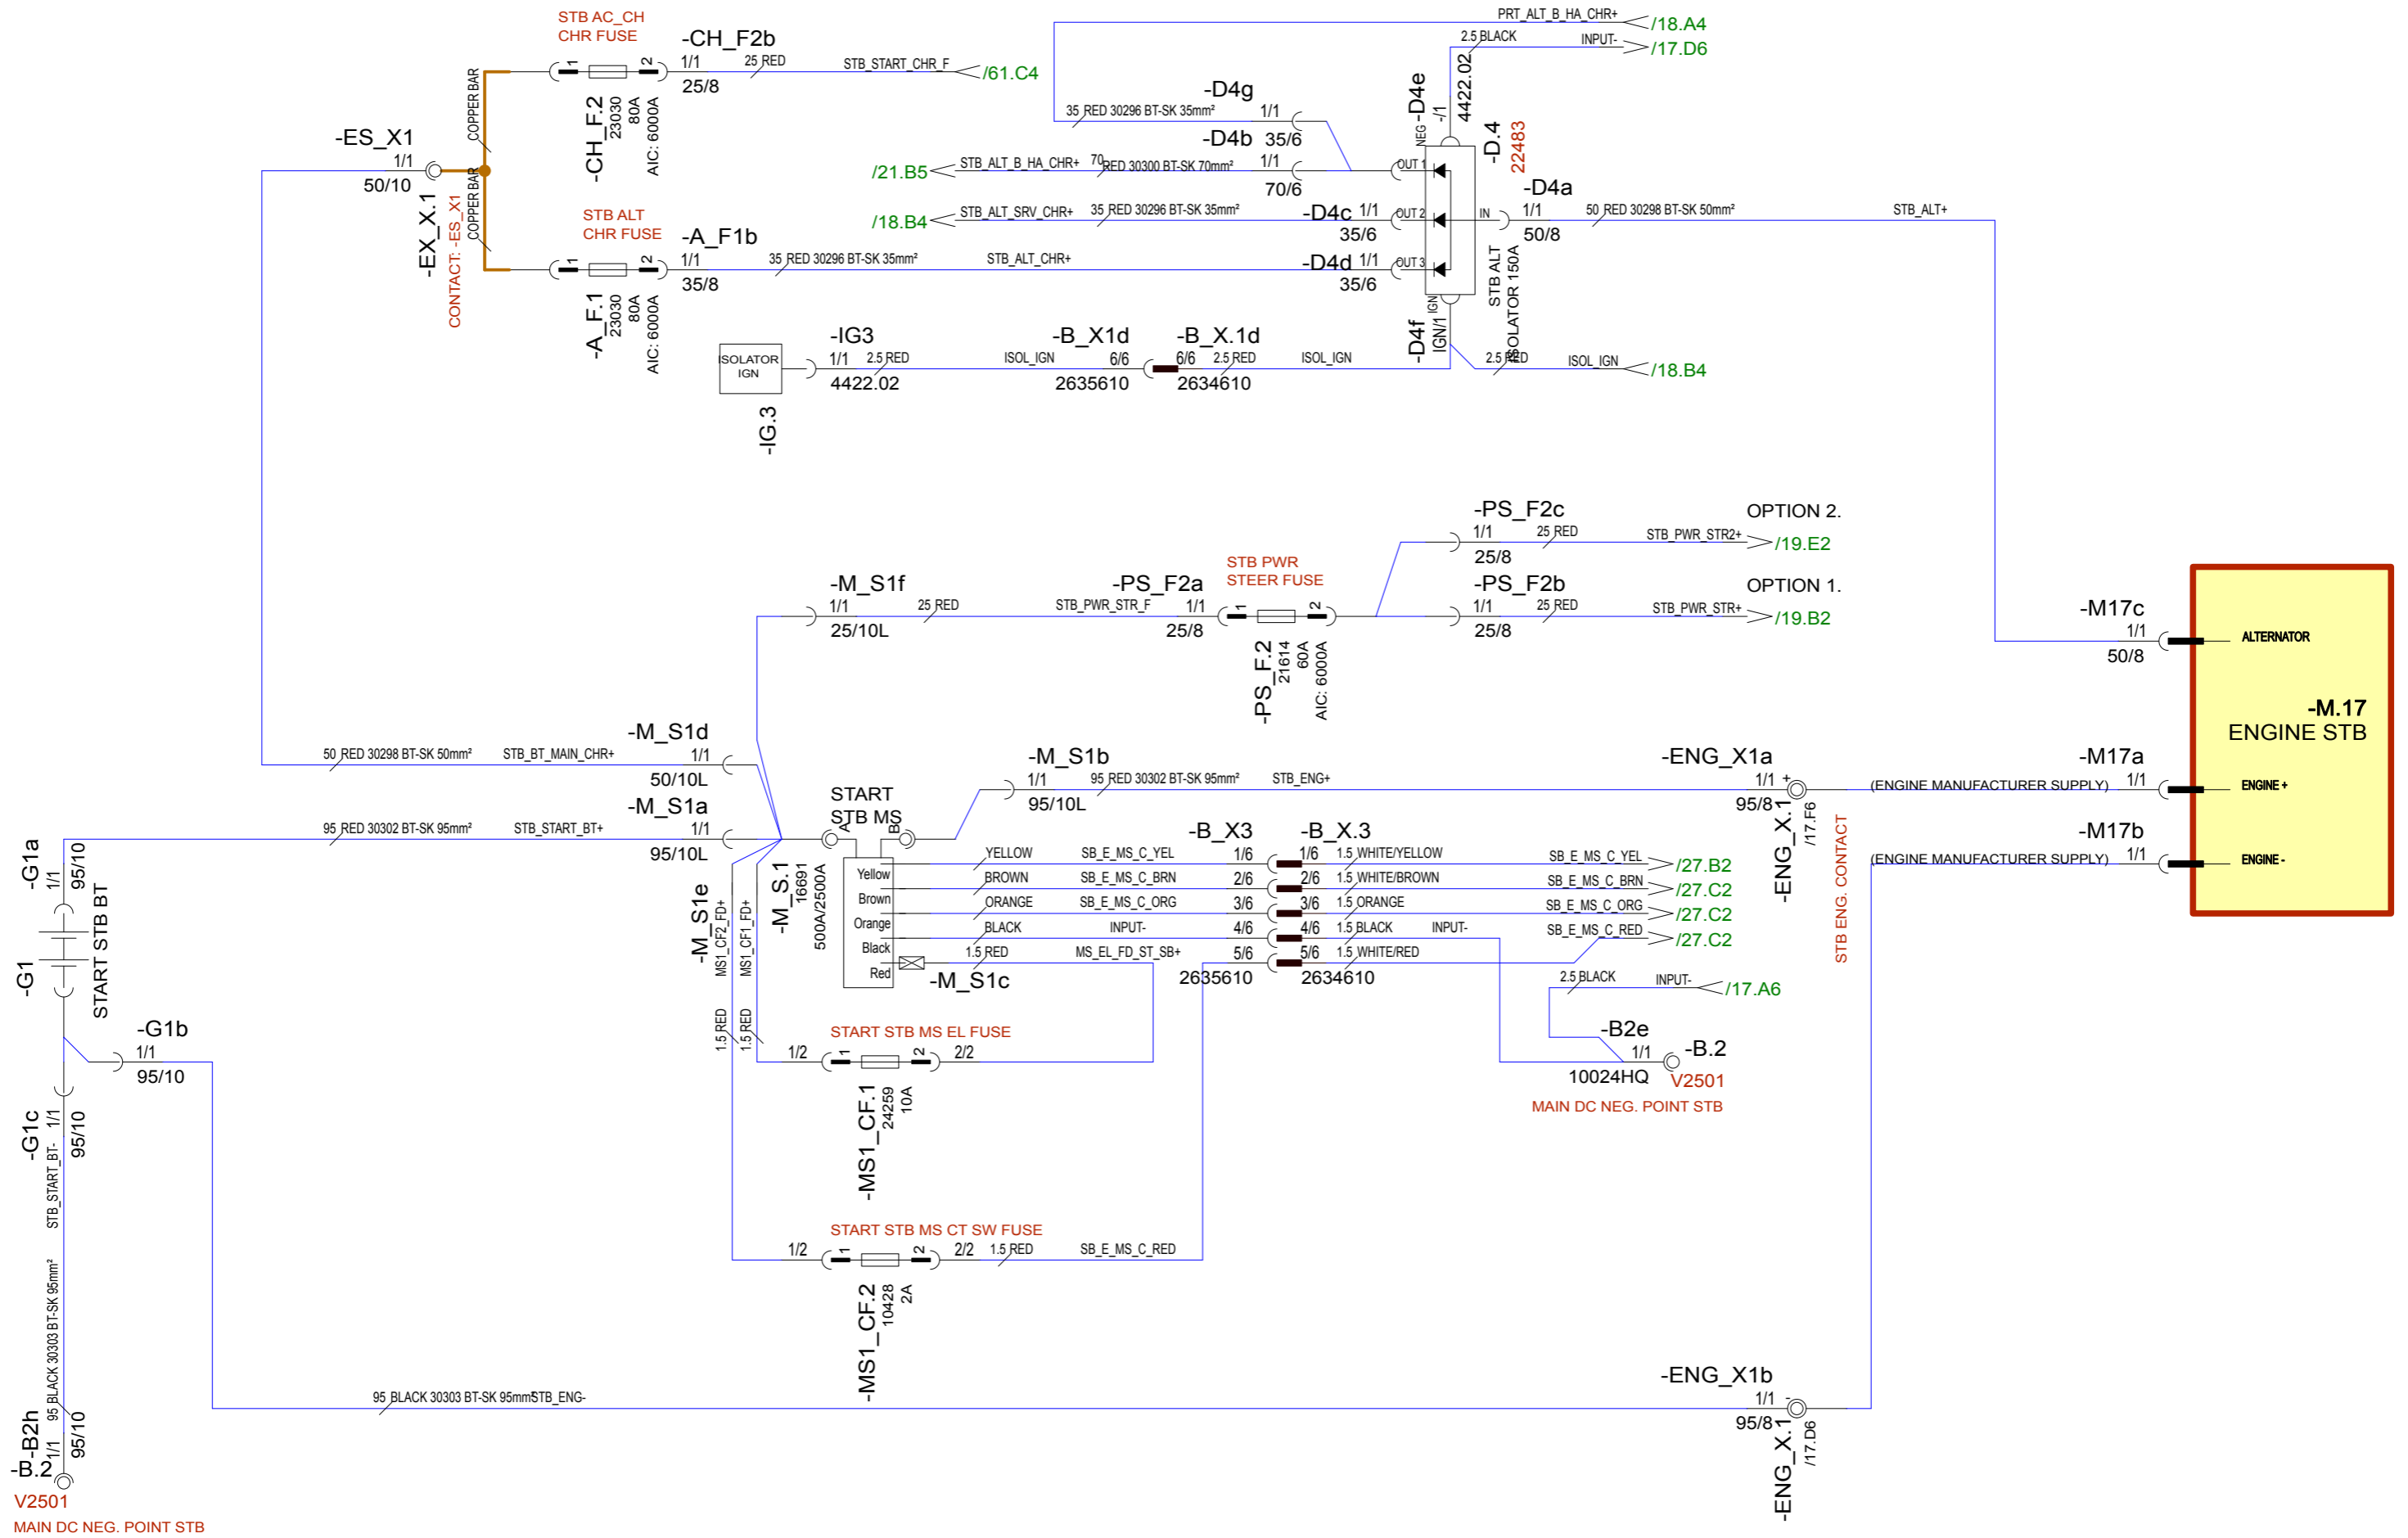 STB AC_CH
CHR FUSE
-CH_F2b
1/1
25 RED
STB_START_CHR_F
/61.C4
25/8
1
2
-CH_F.2
23030
80A
AIC: 6000A
COPPER BAR
COPPER BAR
-ES_X1
1/1
50/10
-EX_X.1
CONTACT: -ES_X1
STB ALT
CHR FUSE
-A_F1b
1/1
35 RED 30296 BT-SK 35mm²
STB_ALT_CHR+
35/8
1
2
-A_F.1
23030
80A
AIC: 6000A
PRT_ALT_B_HA_CHR+
/18.A4
2.5 BLACK
INPUT-
/17.D6
-D4g
35 RED 30296 BT-SK 35mm²
1/1
35/6
-D4b
/21.B5
STB_ALT_B_HA_CHR+
70 RED 30300 BT-SK 70mm²
1/1
70/6
/18.B4
STB_ALT_SRV_CHR+
35 RED 30296 BT-SK 35mm²
-D4c
1/1
35/6
-D4d
1/1
35/6
-D4e
-/1
4422.02
NEG
OUT 1
OUT 2
OUT 3
IN
IGN
-D.4
22483
STB ALT
ISOLATOR 150A
-D4a
1/1
50/8
50 RED 30298 BT-SK 50mm²
STB_ALT+
-D4f
IGN/1
2.5 RED
ISOL_IGN
/18.B4
ISOLATOR
IGN
-IG.3
-IG3
1/1
2.5 RED
4422.02
ISOL_IGN
-B_X1d
6/6
2635610
-B_X.1d
6/6
2.5 RED
2634610
ISOL_IGN
-PS_F2c
OPTION 2.
1/1
25 RED
STB_PWR_STR2+
/19.E2
25/8
-M_S1f
1/1
25 RED
25/10L
STB_PWR_STR_F
-PS_F2a
1/1
25/8
STB PWR
STEER FUSE
1
2
-PS_F.2
21614
60A
AIC: 6000A
-PS_F2b
OPTION 1.
1/1
25 RED
STB_PWR_STR+
/19.B2
25/8
-M17c
1/1
50/8
ALTERNATOR
-M.17
ENGINE STB
-M17a
1/1
ENGINE +
-M17b
1/1
ENGINE -
(ENGINE MANUFACTURER SUPPLY)
(ENGINE MANUFACTURER SUPPLY)
50 RED 30298 BT-SK 50mm²
STB_BT_MAIN_CHR+
-M_S1d
1/1
50/10L
95 RED 30302 BT-SK 95mm²
STB_START_BT+
-M_S1a
1/1
95/10L
START
STB MS
A
B
-M_S.1
16691
500A/2500A
-M_S1b
1/1
95/10L
95 RED 30302 BT-SK 95mm²
STB_ENG+
-ENG_X1a
1/1
+
95/8
-ENG_X.1
/17.F6
STB ENG. CONTACT
Yellow
Brown
Orange
Black
Red
-B_X3
-B_X.3
YELLOW
SB_E_MS_C_YEL
1/6
1/6
1.5 WHITE/YELLOW
SB_E_MS_C_YEL
/27.B2
BROWN
SB_E_MS_C_BRN
2/6
2/6
1.5 WHITE/BROWN
SB_E_MS_C_BRN
/27.C2
ORANGE
SB_E_MS_C_ORG
3/6
3/6
1.5 ORANGE
SB_E_MS_C_ORG
/27.C2
BLACK
INPUT-
4/6
4/6
1.5 BLACK
INPUT-
SB_E_MS_C_RED
/27.C2
1.5 RED
MS_EL_FD_ST_SB+
5/6
5/6
1.5 WHITE/RED
-M_S1c
2635610
2634610
2.5 BLACK
INPUT-
/17.A6
-B2e
1/1
10024HQ
-B.2
V2501
MAIN DC NEG. POINT STB
-M_S1e
MS1_CF2_FD+
MS1_CF1_FD+
1.5 RED
1.5 RED
START STB MS EL FUSE
1/2
1
2
2/2
-MS1_CF.1
24259
10A
START STB MS CT SW FUSE
1/2
1
2
2/2
1.5 RED
SB_E_MS_C_RED
-MS1_CF.2
10428
2A
-G1a
1/1
95/10
-G1
START STB BT
-G1b
1/1
95/10
-G1c
1/1
95/10
STB_START_BT-
95 BLACK 30303 BT-SK 95mm²
-B2h
1/1
95/10
-B.2
V2501
MAIN DC NEG. POINT STB
95 BLACK 30303 BT-SK 95mm²
STB_ENG-
-ENG_X1b
1/1
-
95/8
-ENG_X.1
/17.D6